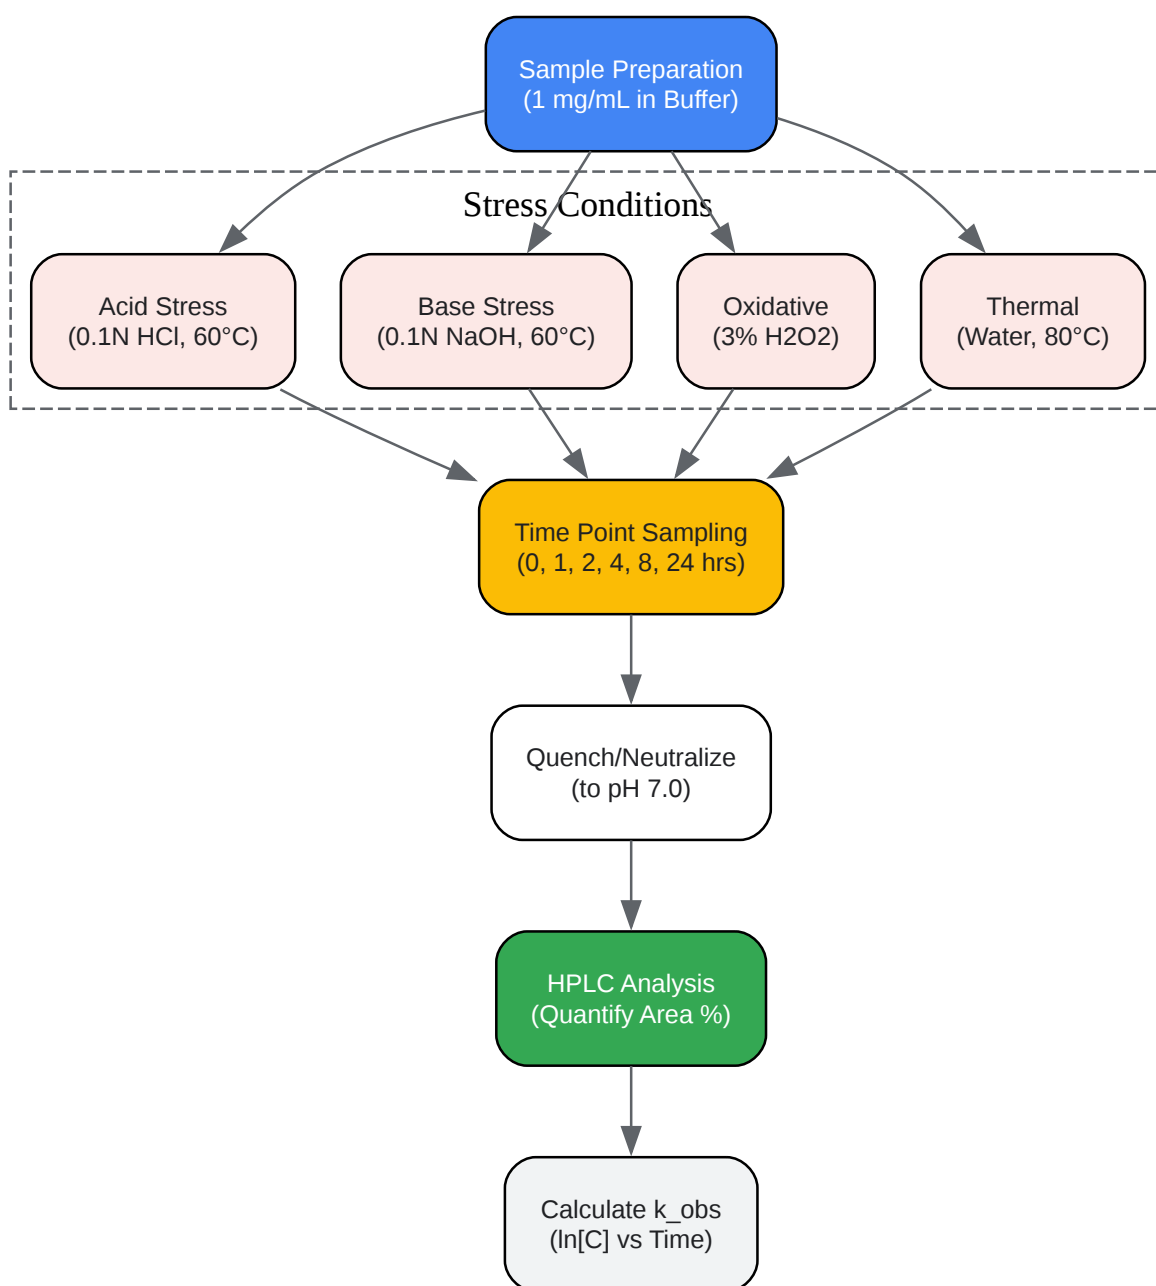 Sample Preparation
(1 mg/mL in Buffer)
Stress Conditions
Acid Stress
(0.1N HCl, 60°C)
Base Stress
(0.1N NaOH, 60°C)
Oxidative
(3% H2O2)
Thermal
(Water, 80°C)
Time Point Sampling
(0, 1, 2, 4, 8, 24 hrs)
Quench/Neutralize
(to pH 7.0)
HPLC Analysis
(Quantify Area %)
Calculate k_obs
(ln[C] vs Time)